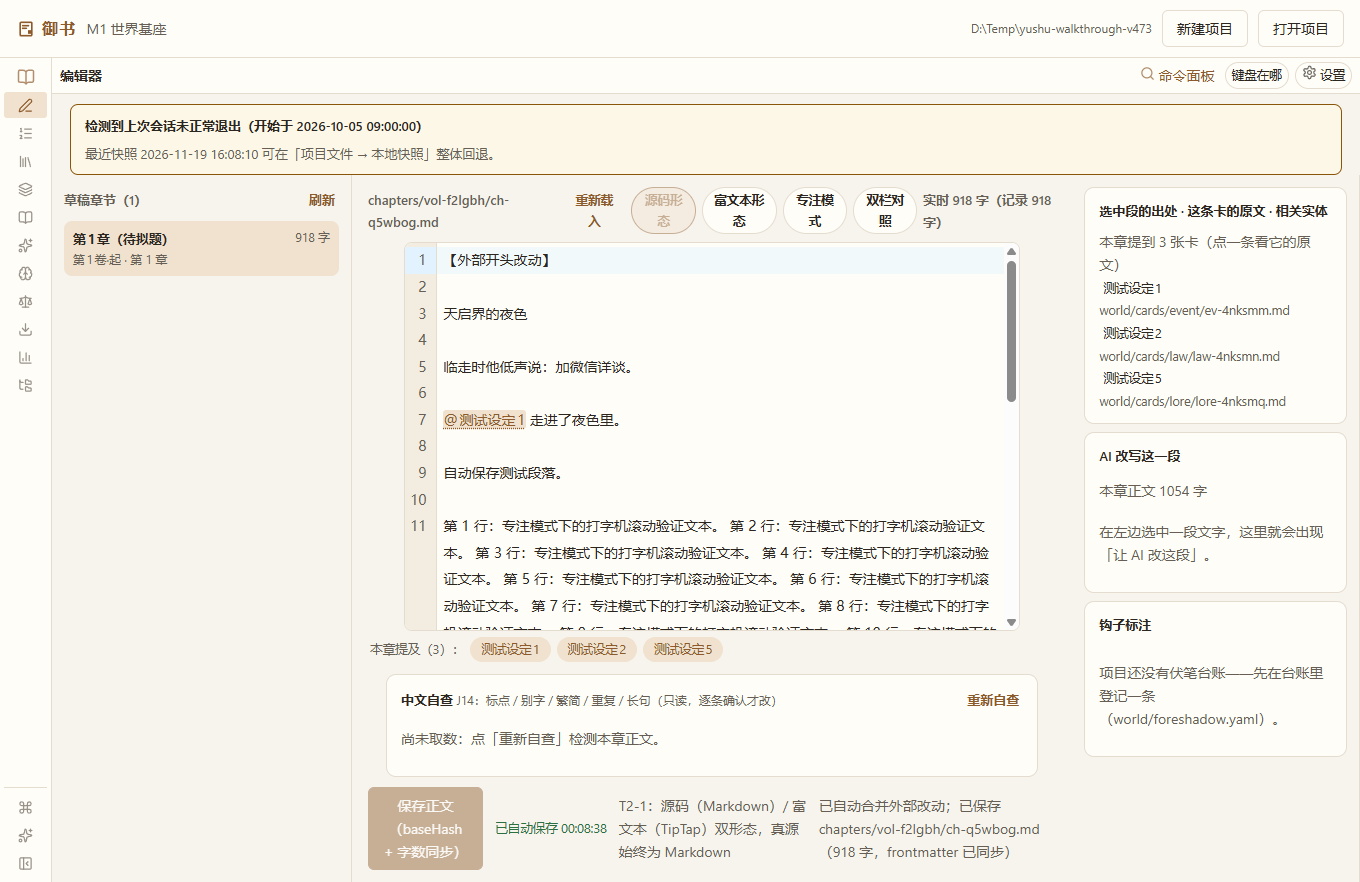 御书 M1 世界基座
D:\Temp\yushu-walkthrough-v473 新建项目 打开项目
编辑器
命令面板 键盘在哪 设置
检测到上次会话未正常退出（开始于 2026-10-05 09:00:00）
最近快照 2026-11-19 16:08:10 可在「项目文件 → 本地快照」整体回退。
草稿章节（1） 刷新
第1章（待拟题） 918 字
第1卷·起 · 第 1 章
chapters/vol-f2lgbh/ch-
q5wbog.md
重新载
入
源码形
态
富文本形
态
专注模
式
双栏对
照
实时 918 字（记录 918
字）
1 【外部开头改动】
2
3 天启界的夜色
4
5 临走时他低声说：加微信详谈。
6
7 @测试设定1 走进了夜色里。
8
9 自动保存测试段落。
10
11 第 1 行：专注模式下的打字机滚动验证文本。 第 2 行：专注模式下的打字机滚动验证文
本。 第 3 行：专注模式下的打字机滚动验证文本。 第 4 行：专注模式下的打字机滚动验
证文本。 第 5 行：专注模式下的打字机滚动验证文本。 第 6 行：专注模式下的打字机滚
动验证文本。 第 7 行：专注模式下的打字机滚动验证文本。 第 8 行：专注模式下的打字
本章提及（3）： 测试设定1 测试设定2 测试设定5
中文自查 J14：标点 / 别字 / 繁简 / 重复 / 长句（只读，逐条确认才改） 重新自查
尚未取数：点「重新自查」检测本章正文。
保存正文
（baseHash
+ 字数同步）
已自动保存 00:08:38
T2-1：源码（Markdown）/ 富
文本（TipTap）双形态，真源
始终为 Markdown
已自动合并外部改动；已保存
chapters/vol-f2lgbh/ch-q5wbog.md
（918 字，frontmatter 已同步）
选中段的出处 · 这条卡的原文 · 相关实体
本章提到 3 张卡（点一条看它的原
文）
测试设定1
world/cards/event/ev-4nksmm.md
测试设定2
world/cards/law/law-4nksmn.md
测试设定5
world/cards/lore/lore-4nksmq.md
AI 改写这一段
本章正文 1054 字
在左边选中一段文字，这里就会出现
「让 AI 改这段」。
钩子标注
项目还没有伏笔台账——先在台账里
登记一条
（world/foreshadow.yaml）。